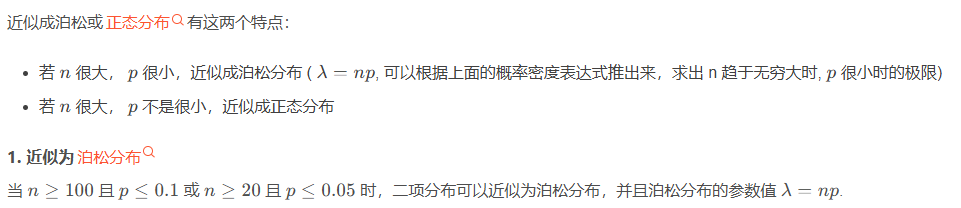 近似成泊松或 正态分布 有这两个特点：
• 若 n 很大， p 很小，近似成泊松分布 ( λ = np, 可以根据上面的概率密度表达式推出来，求出 n 趋于无穷大时, p 很小时的极限)
• 若 n 很大， p 不是很小，近似成正态分布
1. 近似为 泊松分布
当 n ≥ 100 且 p ≤ 0.1 或 n ≥ 20 且 p ≤ 0.05 时，二项分布可以近似为泊松分布，并且泊松分布的参数值 λ = np.